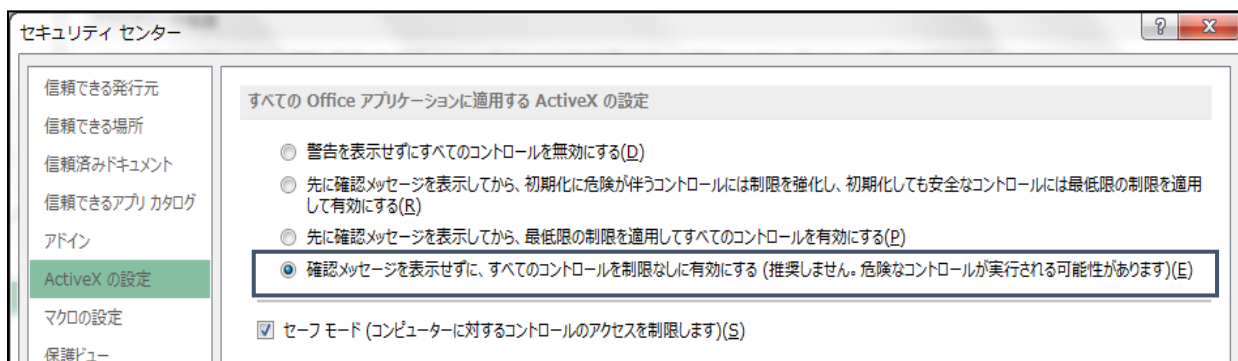 セキュリティ センター
信頼できる発行元
信頼できる場所
信頼済みドキュメント
信頼できるアプリ カタログ
アドイン
ActiveX の設定
マクロの設定
保護ビュー
すべての Office アプリケーションに適用する ActiveX の設定
警告を表示せずにすべてのコントロールを無効にする(D)
先に確認メッセージを表示してから、初期化に危険が伴うコントロールには制限を強化し、初期化しても安全なコントロールには最低限の制限を適用
して有効にする(R)
先に確認メッセージを表示してから、最低限の制限を適用してすべてのコントロールを有効にする(P)
確認メッセージを表示せずに、すべてのコントロールを制限なしに有効にする (推奨しません。危険なコントロールが実行される可能性があります)(E)
セーフ モード (コンピューターに対するコントロールのアクセスを制限します)(S)